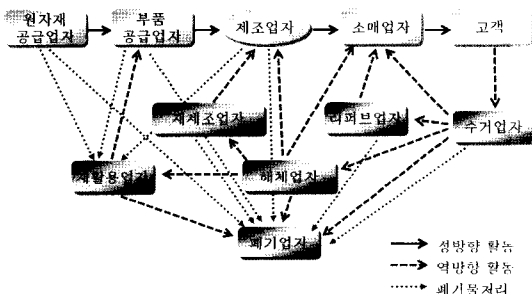 원자재
공급업자
부품
공급업자
제조업자
소매업자
고객
재제조업자
리퍼브업자
수거업자
재활용업자
해체업자
폐기업자
정방향 활동
역방향 활동
폐기물처리